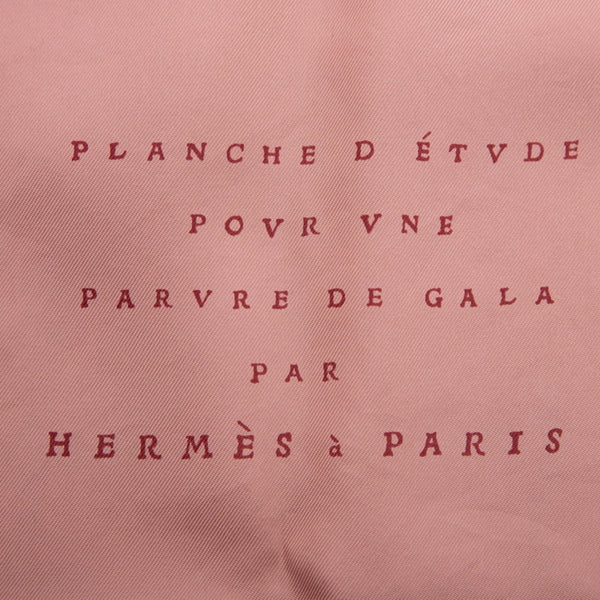 PLANCHE D ÉTVDE
POVR VNE
PARVRE DE GALA
PAR
HERMÈS à PARIS